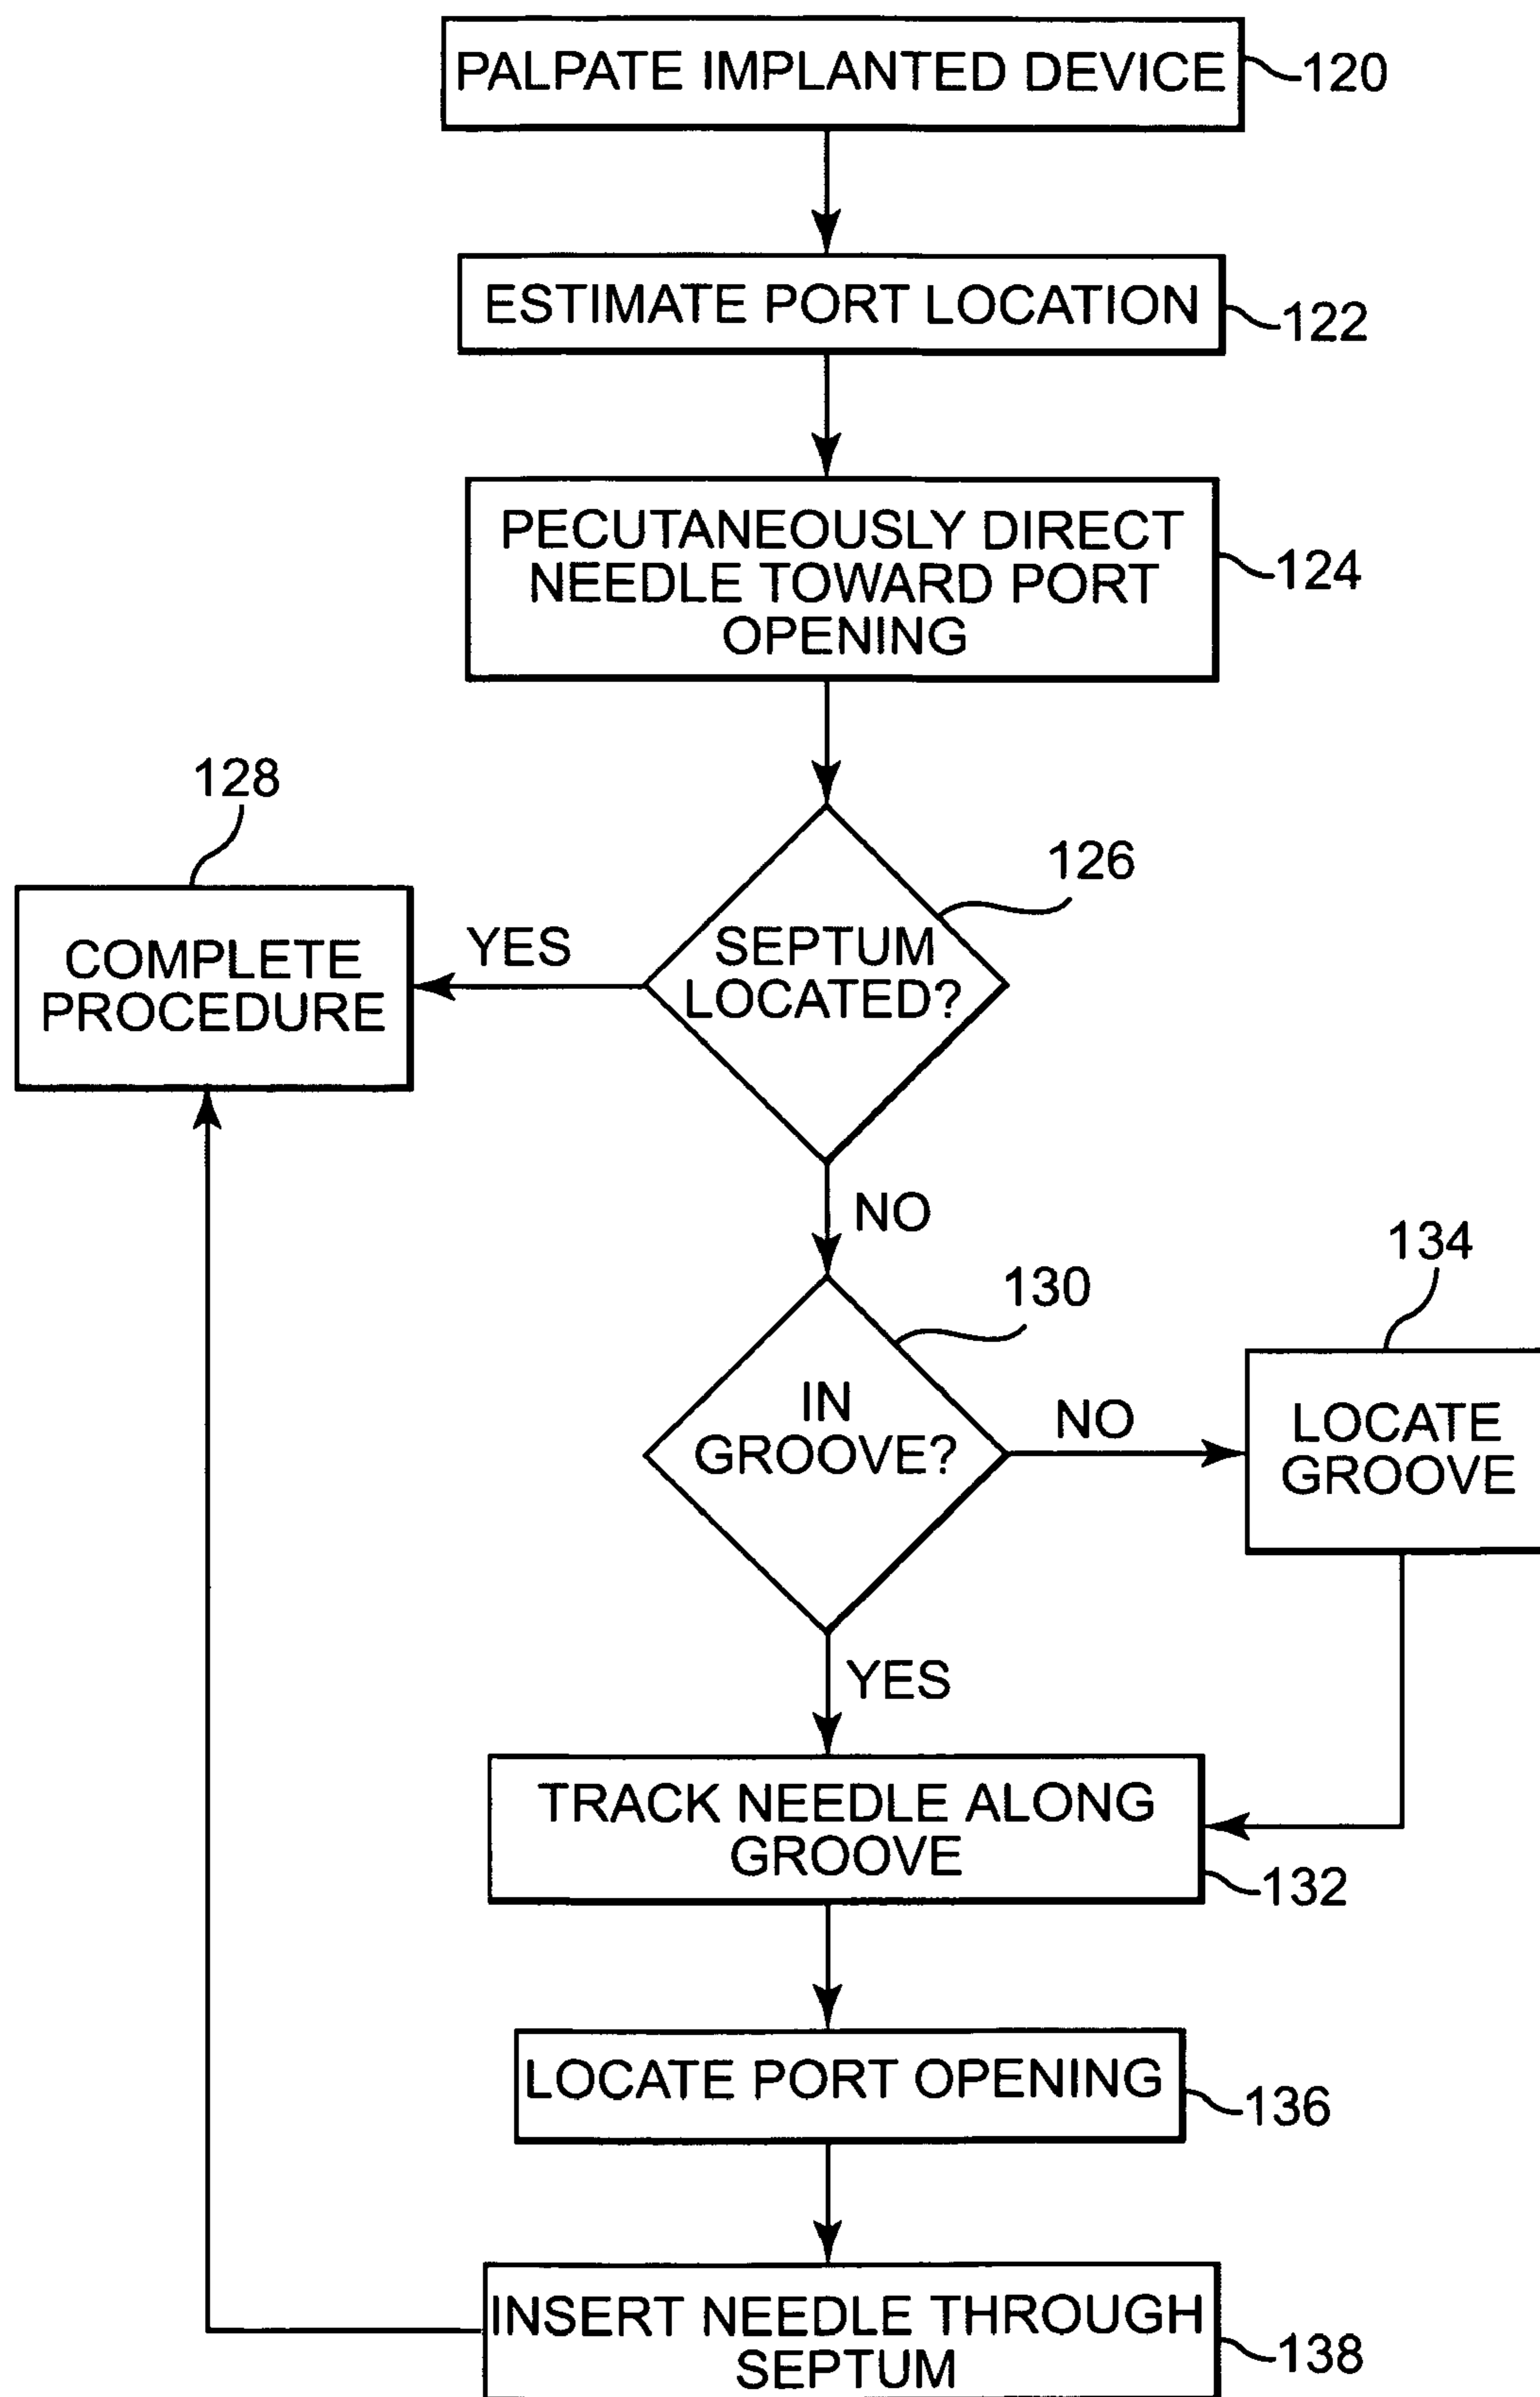 PALPATE IMPLANTED DEVICE
120
ESTIMATE PORT LOCATION
122
PECUTANEOUSLY DIRECT
NEEDLE TOWARD PORT
OPENING
124
128
126
COMPLETE
PROCEDURE
YES
SEPTUM
LOCATED?
NO
130
134
IN
GROOVE?
NO
LOCATE
GROOVE
YES
TRACK NEEDLE ALONG
GROOVE
132
LOCATE PORT OPENING
136
INSERT NEEDLE THROUGH
SEPTUM
138